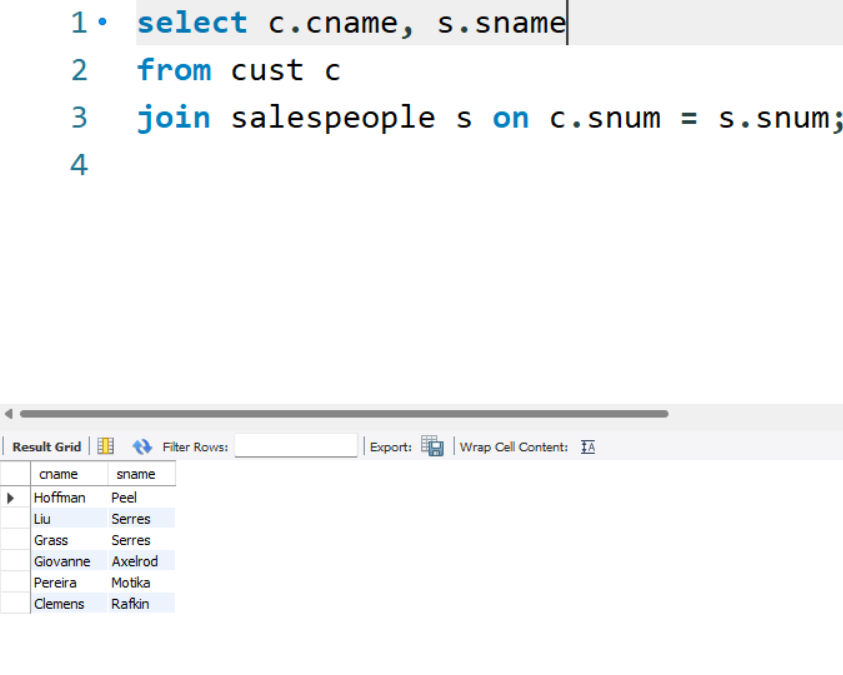 1 select c.cname, s.sname
2 from cust c
3 join salespeople s on c.snum = s.snum;
4
Result Grid Filter Rows: Export: Wrap Cell Content:
cname sname
Hoffman Peel
Liu Serres
Grass Serres
Giovanne Axelrod
Pereira Motika
Clemens Rafkin